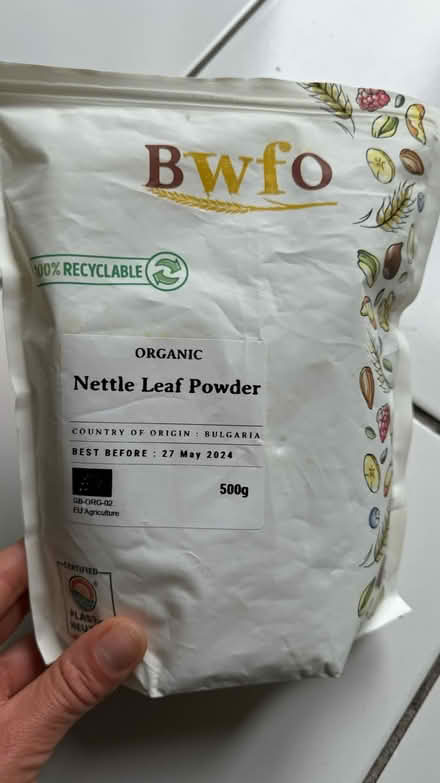 BWfO
100% RECYCLABLE
ORGANIC
Nettle Leaf Powder
COUNTRY OF ORIGIN : BULGARIA
BEST BEFORE : 27 May 2024
500g
GB-ORG-02
EU Agriculture
CERTIFIED
PLASTIC